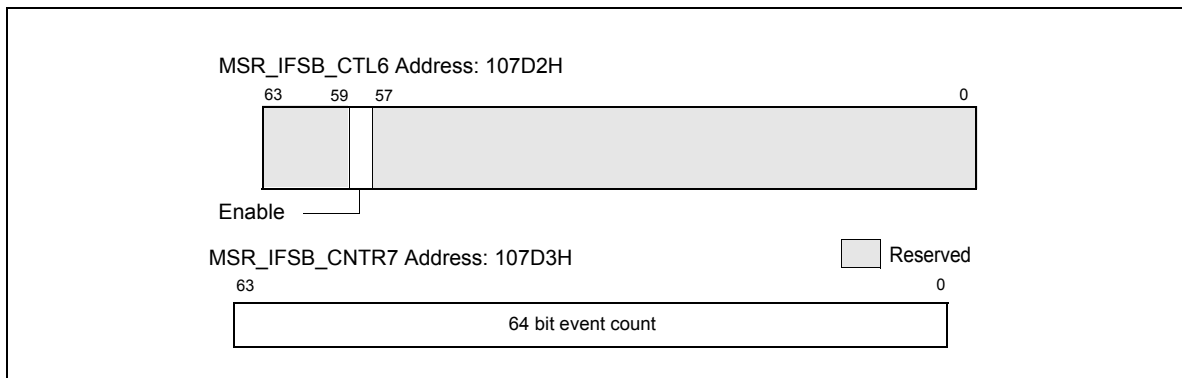 MSR_IFSB_CTL6 Address: 107D2H
63 59 57 0
Enable
MSR_IFSB_CNTR7 Address: 107D3H
Reserved
63 0
64 bit event count